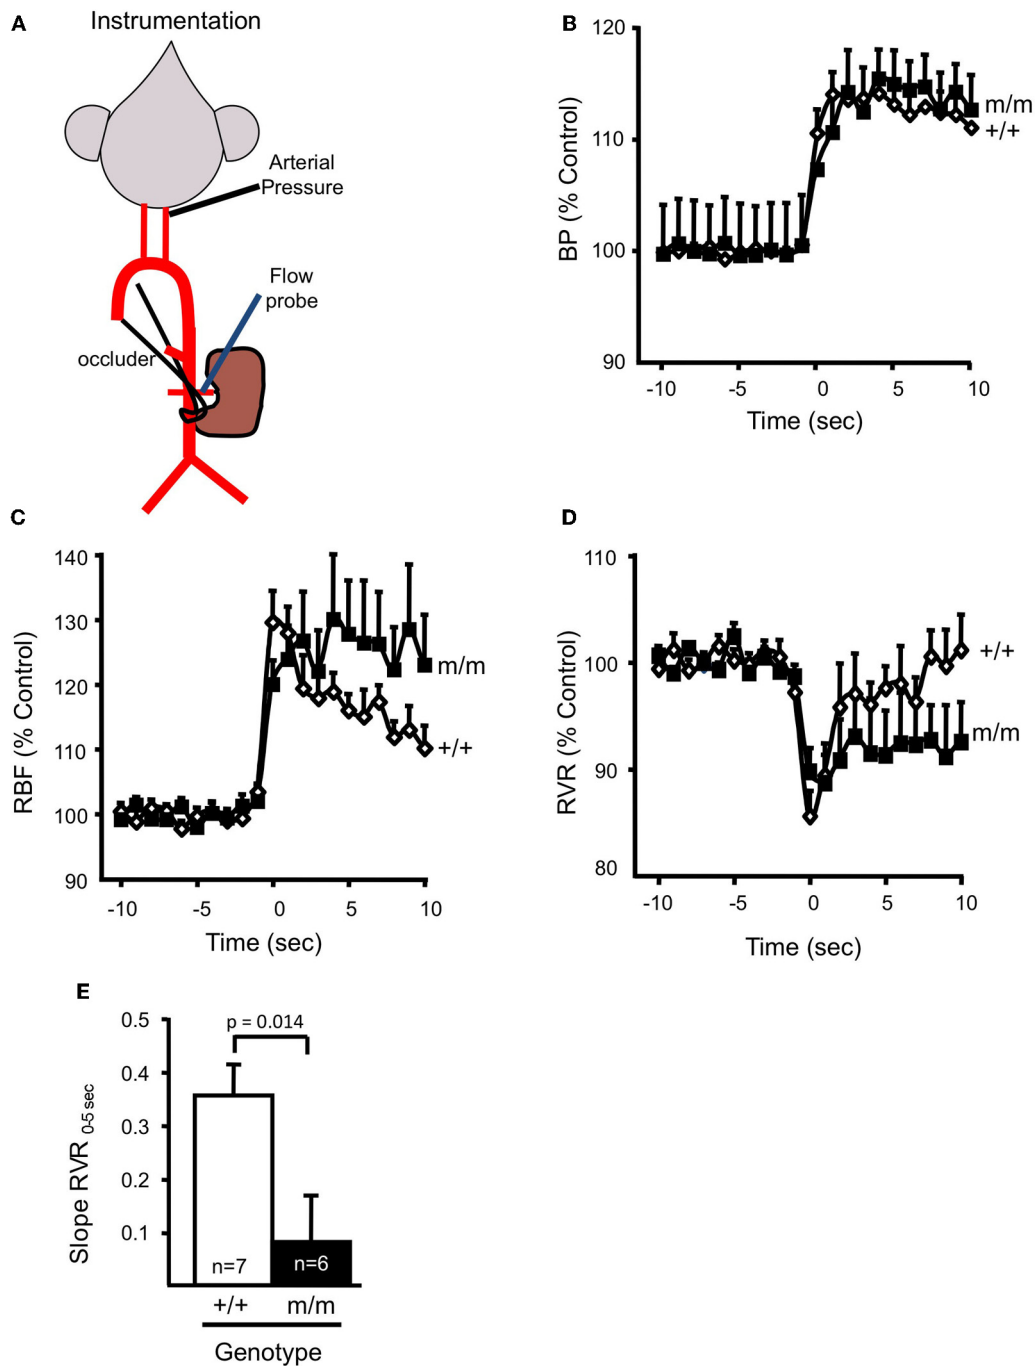 A
Instrumentation
Arterial
Pressure
Flow
probe
occluder
B
120
110
100
90
BP (% Control)
m/m
+/+
-10
-5
0
5
10
Time (sec)
C
140
130
120
110
100
90
RBF (% Control)
m/m
+/+
-10
-5
0
5
10
Time (sec)
D
110
100
90
80
RVR (% Control)
+/+
m/m
-10
-5
0
5
10
Time (sec)
E
0.5
0.4
0.3
0.2
0.1
Slope RVR 0-5 sec
p = 0.014
n=7
n=6
+/+
m/m
Genotype